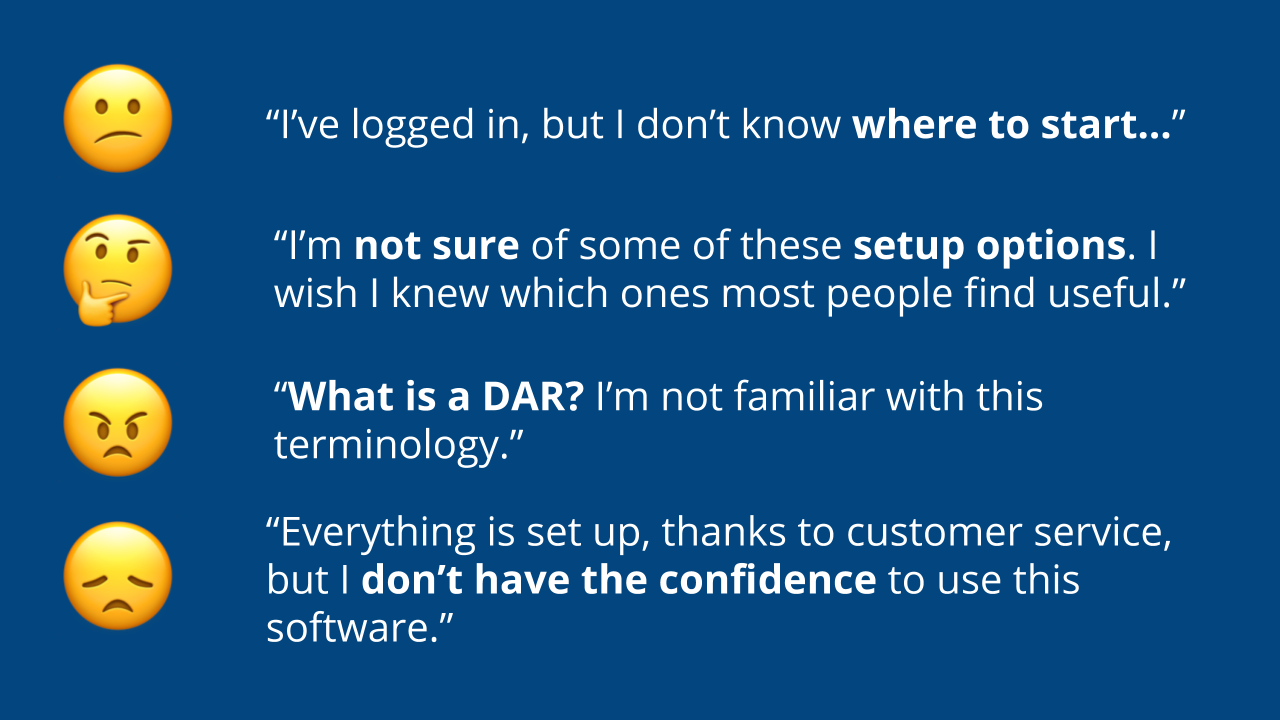 “I’ve logged in, but I don’t know where to start...”
“I’m not sure of some of these setup options. I
wish I knew which ones most people find useful.”
“What is a DAR? I’m not familiar with this
terminology.”
“Everything is set up, thanks to customer service,
but I don’t have the confidence to use this
software.”